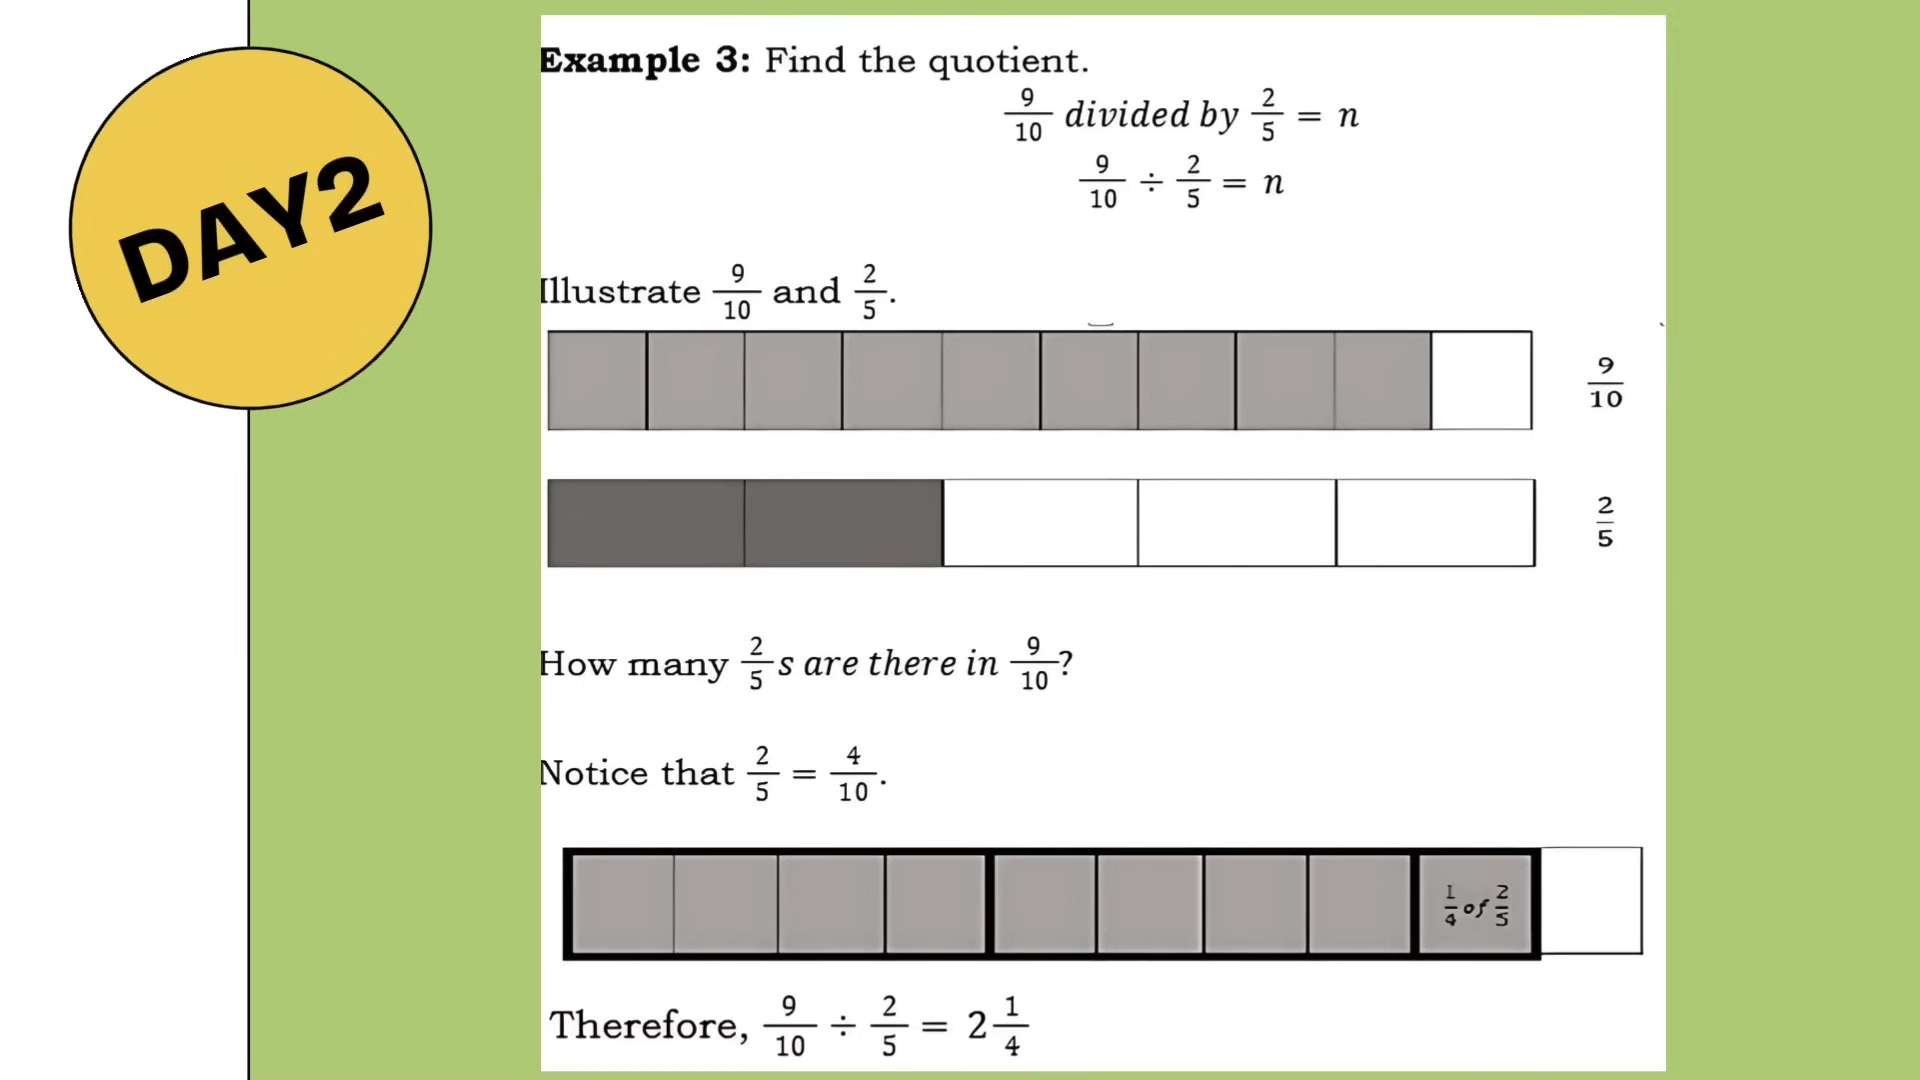 DAY2
Example 3: Find the quotient.
9/10 divided by 2/5 = n
9/10 ÷ 2/5 = n
Illustrate 9/10 and 2/5.
9/10
2/5
How many 2/5 s are there in 9/10?
Notice that 2/5 = 4/10.
1/4 of 2/5
Therefore, 9/10 ÷ 2/5 = 2 1/4